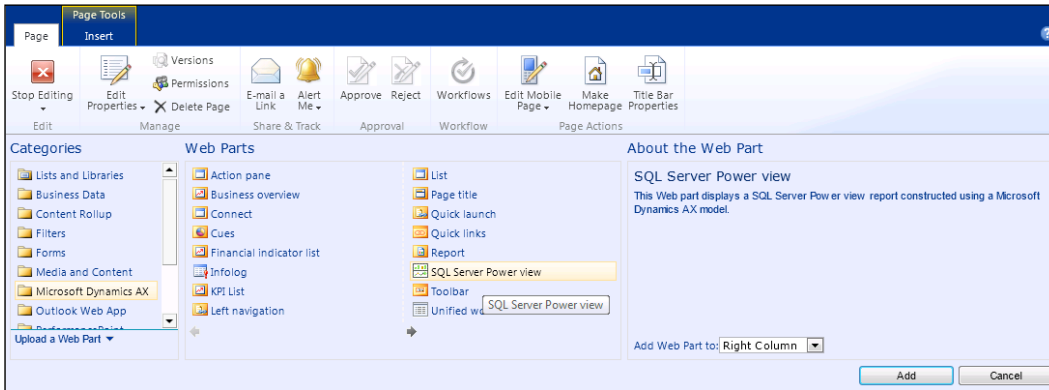 Page Tools
Page
Insert
Stop Editing
Edit Properties
Versions
Permissions
Delete Page
E-mail a Link
Alert Me
Approve
Reject
Workflows
Edit Mobile Page
Make Homepage
Title Bar Properties
Edit
Manage
Share & Track
Approval
Workflow
Page Actions
Categories
Lists and Libraries
Business Data
Content Rollup
Filters
Forms
Media and Content
Microsoft Dynamics AX
Outlook Web App
Upload a Web Part
Web Parts
Action pane
Business overview
Connect
Cues
Financial indicator list
Infolog
KPI List
Left navigation
List
Page title
Quick launch
Quick links
Report
SQL Server Power view
Toolbar
Unified
SQL Server Power view
About the Web Part
SQL Server Power view
This Web part displays a SQL Server Power view report constructed using a Microsoft
Dynamics AX model.
Add Web Part to: Right Column
Add
Cancel